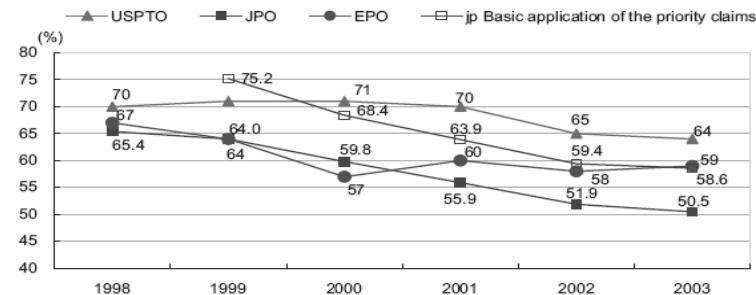 USPTO JPO EPO jp Basic application of the priority claims
(%)
80
75
70
65
60
55
50
45
40
70 71 70 65 64
67 64 57 60 58 59
65.4 64.0 59.8 55.9 51.9 50.5
75.2 68.4 63.9 59.4 58.6
1998 1999 2000 2001 2002 2003